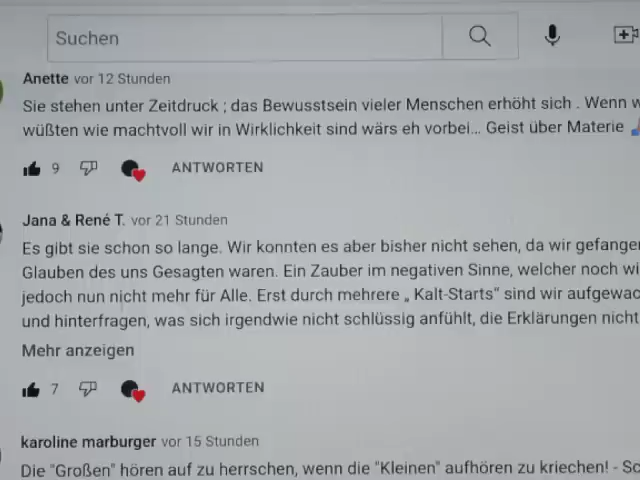 Suchen
Anette vor 12 Stunden
Sie stehen unter Zeitdruck ; das Bewusstsein vieler Menschen erhöht sich . Wenn
wüßten wie machtvoll wir in Wirklichkeit sind wärs eh vorbei... Geist über Materie
9 ANTWORTEN
Jana & René T. vor 21 Stunden
Es gibt sie schon so lange. Wir konnten es aber bisher nicht sehen, da wir
Glauben des uns Gesagten waren. Ein Zauber im negativen Sinne, welcher noch
jedoch nun nicht mehr für Alle. Erst durch mehrere „ Kalt-Starts“ sind wir
und hinterfragen, was sich irgendwie nicht schlüssig anfühlt, die Erklärungen nicht
Mehr anzeigen
7 ANTWORTEN
karoline marburger vor 15 Stunden
Die "Großen" hören auf zu herrschen, wenn die "Kleinen" aufhören zu kriechen! -